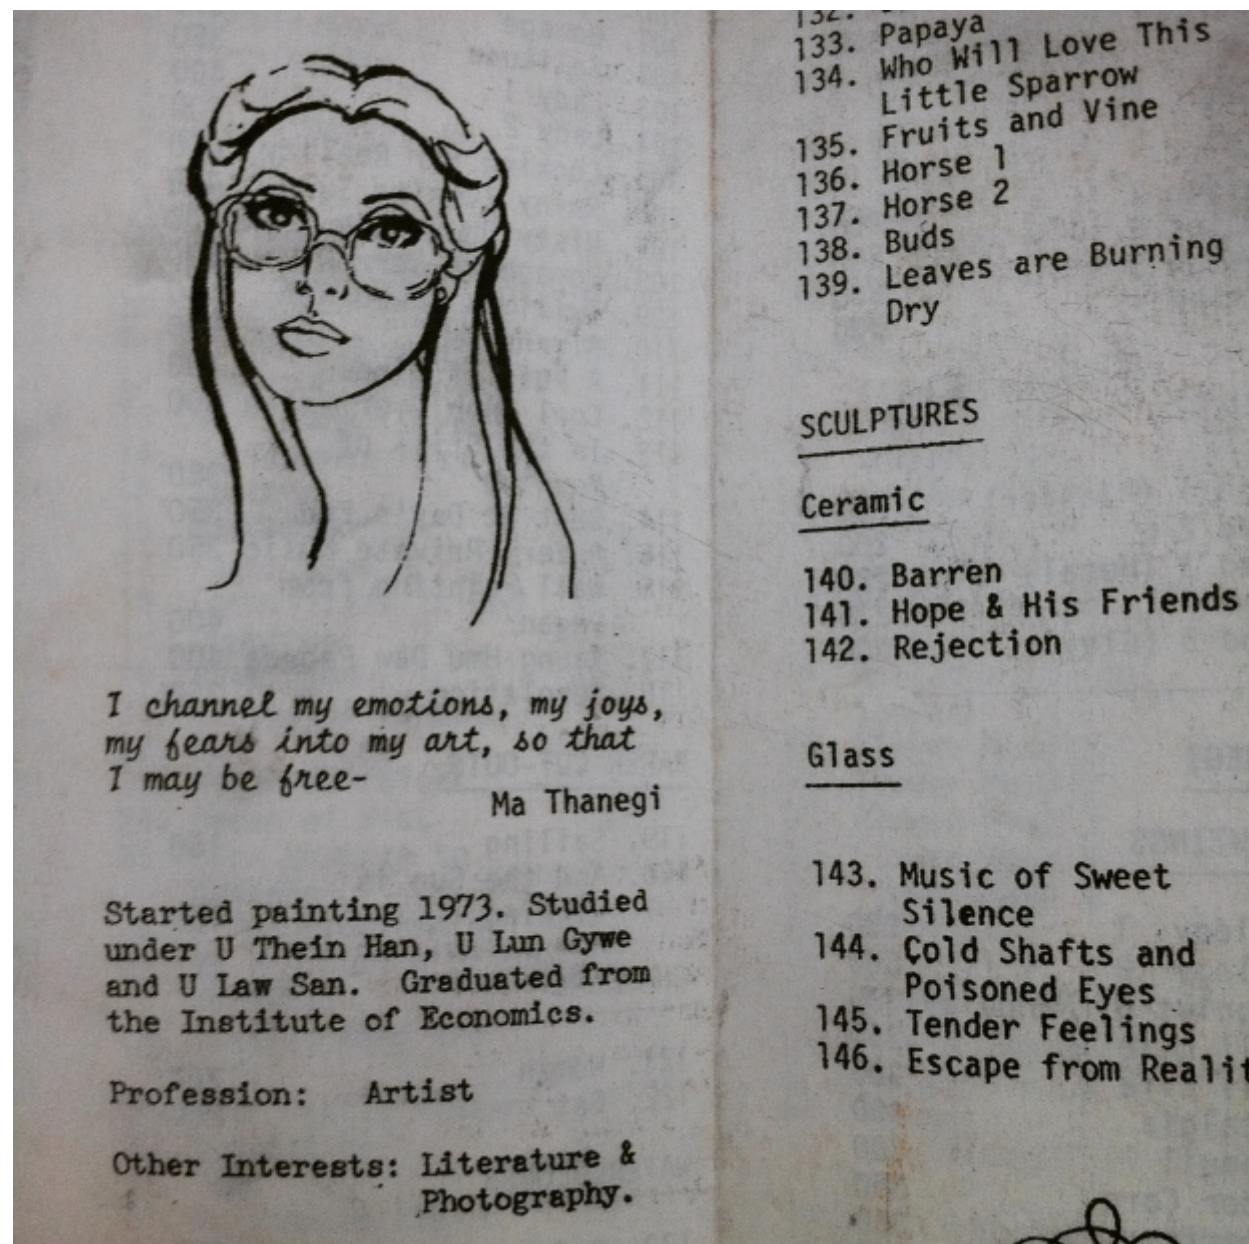 I channel my emotions, my joys,
my fears into my art, so that
I may be free-
Ma Thanegi
Started painting 1973. Studied
under U Thein Han, U Lun Gywe
and U Law San. Graduated from
the Institute of Economics.
Profession: Artist
Other Interests: Literature &
Photography.
132.
133. Papaya
134. Who Will Love This
Little Sparrow
135. Fruits and Vine
136. Horse 1
137. Horse 2
138. Buds
139. Leaves are Burning
Dry
SCULPTURES
Ceramic
140. Barren
141. Hope & His Friends
142. Rejection
Glass
143. Music of Sweet
Silence
144. Cold Shafts and
Poisoned Eyes
145. Tender Feelings
146. Escape from Realit